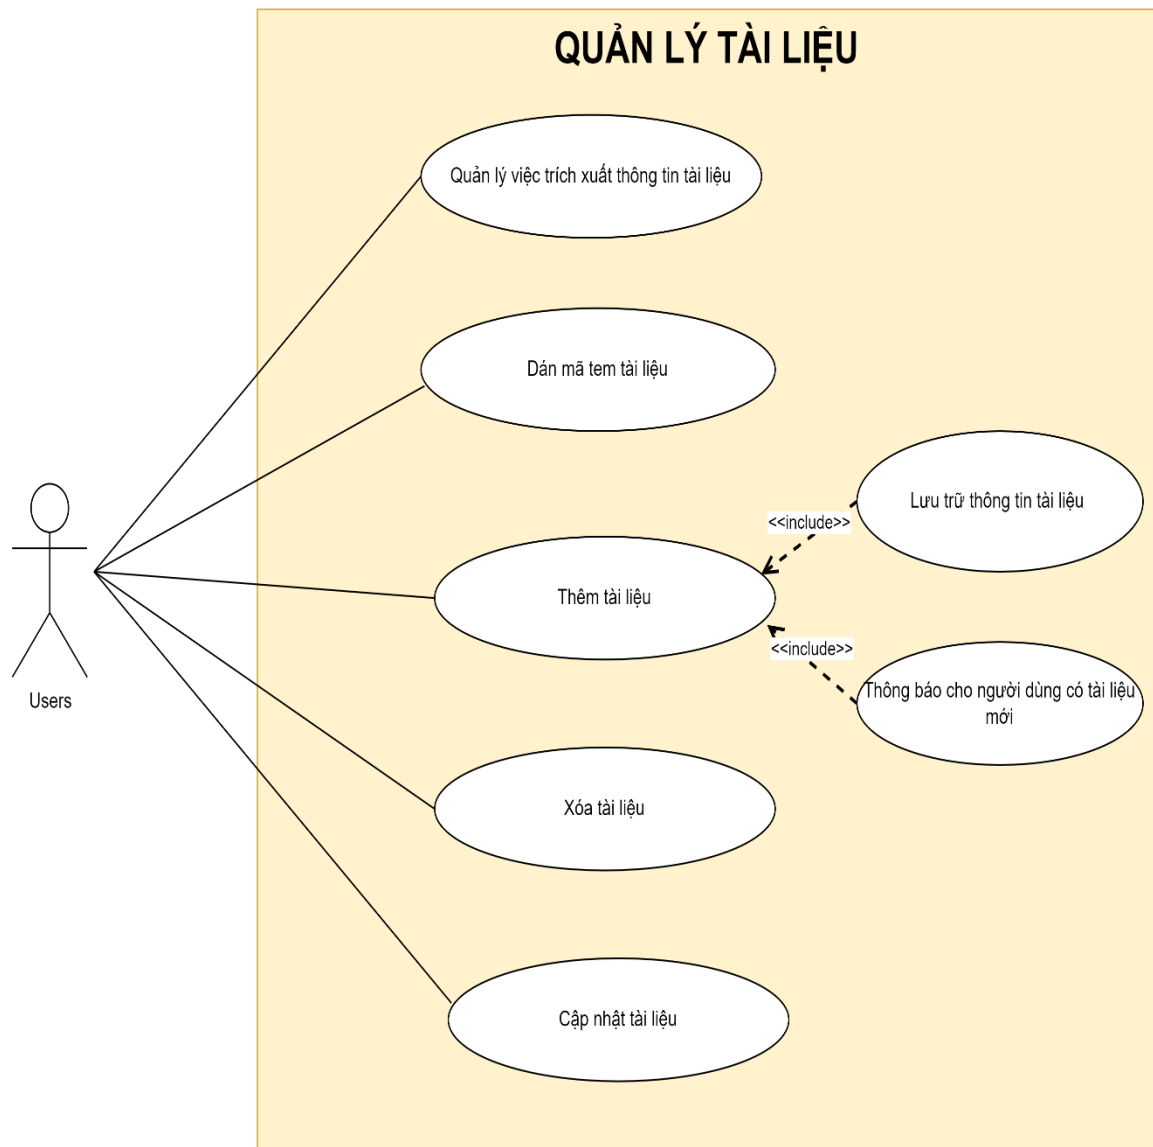 QUẢN LÝ TÀI LIỆU
Quản lý việc trích xuất thông tin tài liệu
Dán mã tem tài liệu
Lưu trữ thông tin tài liệu
<<include>>
Thêm tài liệu
<<include>>
Thông báo cho người dùng có tài liệu
mới
Users
Xóa tài liệu
Cập nhật tài liệu